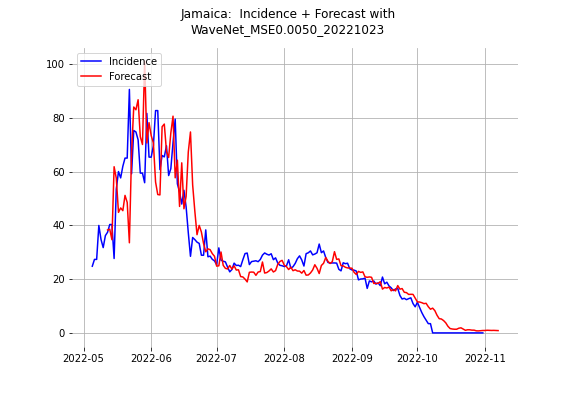 Jamaica:  Incidence + Forecast with
WaveNet_MSE0.0050_20221023
Incidence
Forecast
100
80
60
40
20
0
2022-05 2022-06 2022-07 2022-08 2022-09 2022-10 2022-11